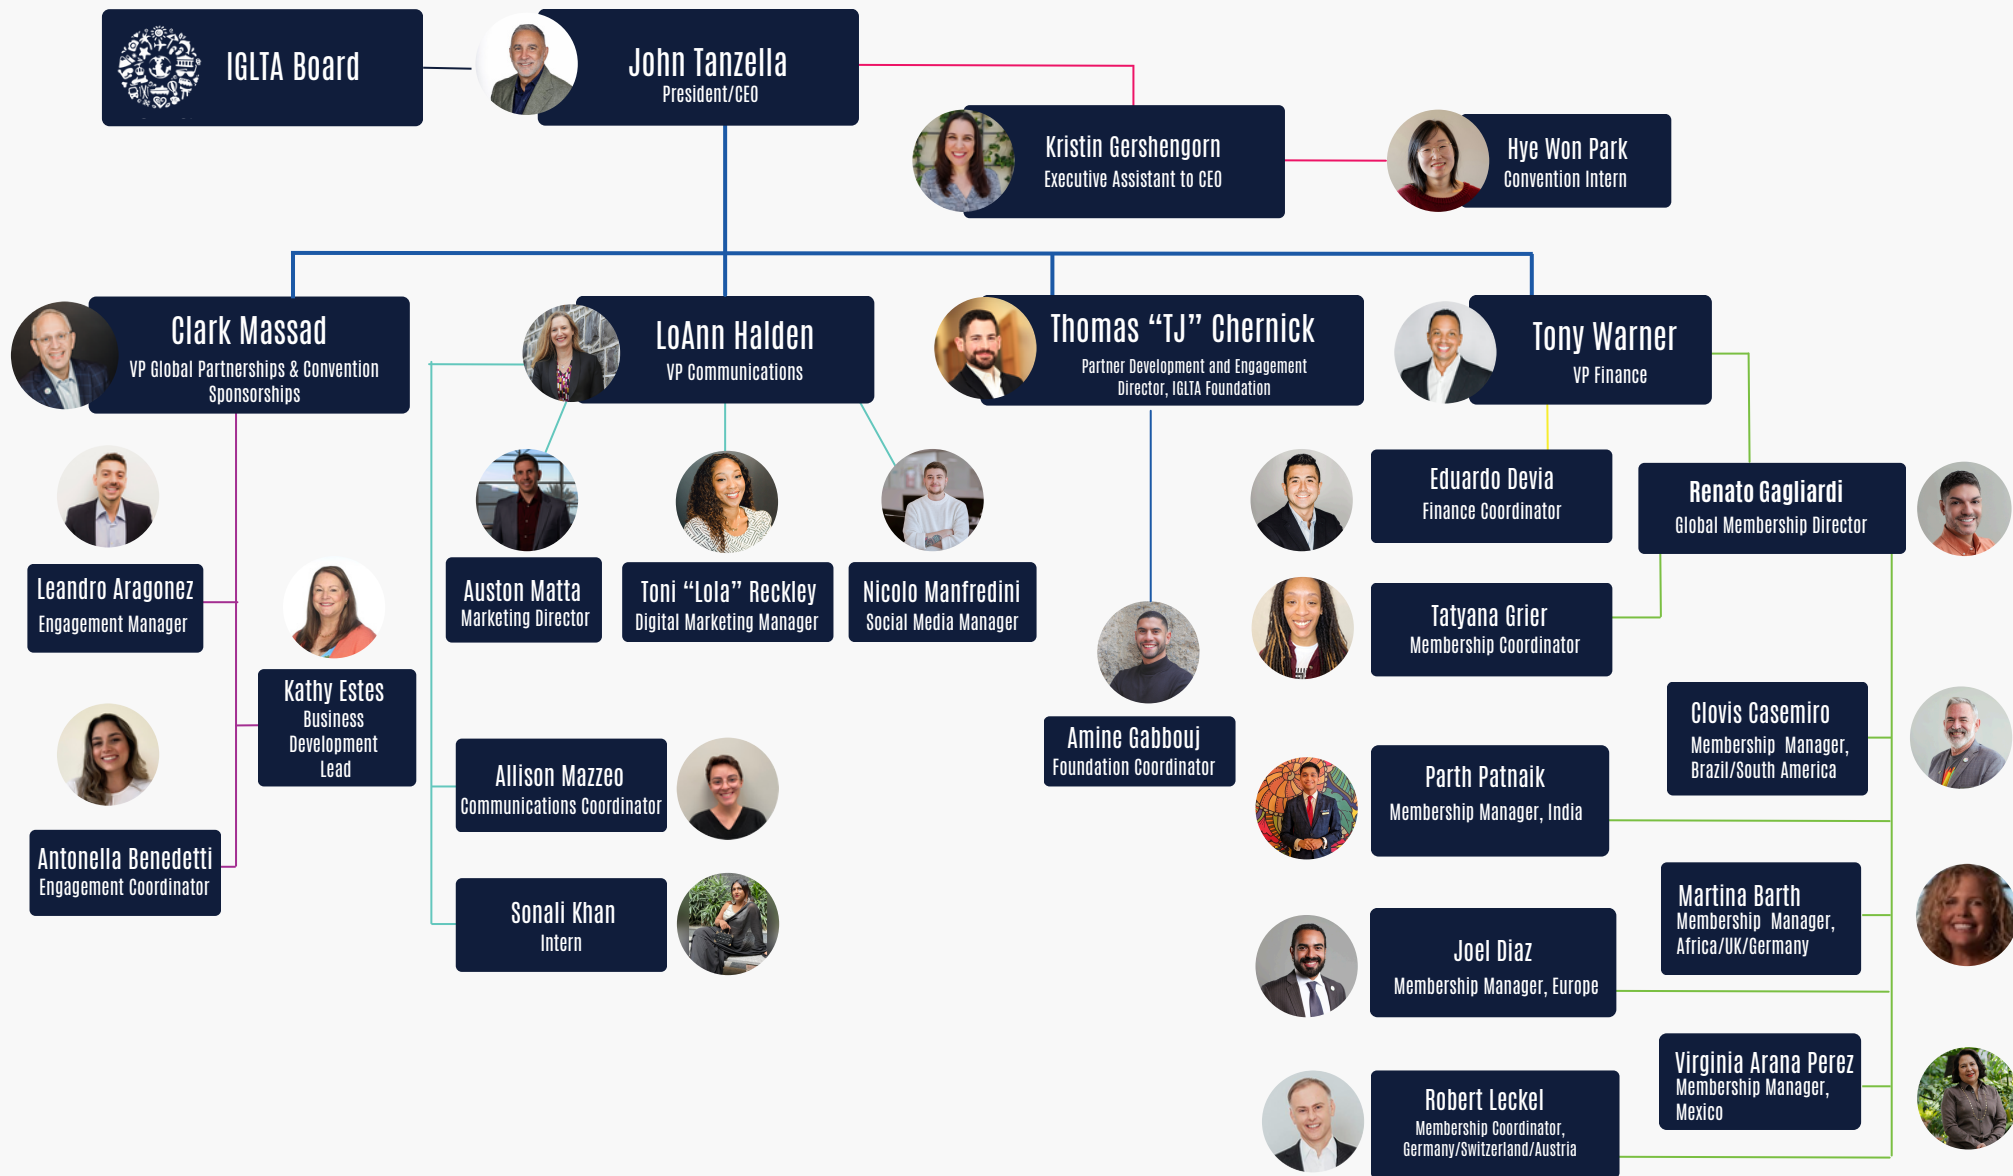 IGLTA Board
John Tanzella
President/CEO
Kristin Gershengorn
Executive Assistant to CEO
Hye Won Park
Convention Intern
Clark Massad
VP Global Partnerships & Convention
Sponsorships
LoAnn Halden
VP Communications
Thomas “TJ” Chernick
Partner Development and Engagement
Director, IGLTA Foundation
Tony Warner
VP Finance
Leandro Aragonez
Engagement Manager
Kathy Estes
Business
Development
Lead
Antonella Benedetti
Engagement Coordinator
Auston Matta
Marketing Director
Toni “Lola” Reckley
Digital Marketing Manager
Nicolo Manfredini
Social Media Manager
Allison Mazzeo
Communications Coordinator
Sonali Khan
Intern
Amine Gabbouj
Foundation Coordinator
Eduardo Devia
Finance Coordinator
Renato Gagliardi
Global Membership Director
Tatyana Grier
Membership Coordinator
Clovis Casemiro
Membership Manager,
Brazil/South America
Parth Patnaik
Membership Manager, India
Martina Barth
Membership Manager,
Africa/UK/Germany
Joel Diaz
Membership Manager, Europe
Virginia Arana Perez
Membership Manager,
Mexico
Robert Leckel
Membership Coordinator,
Germany/Switzerland/Austria